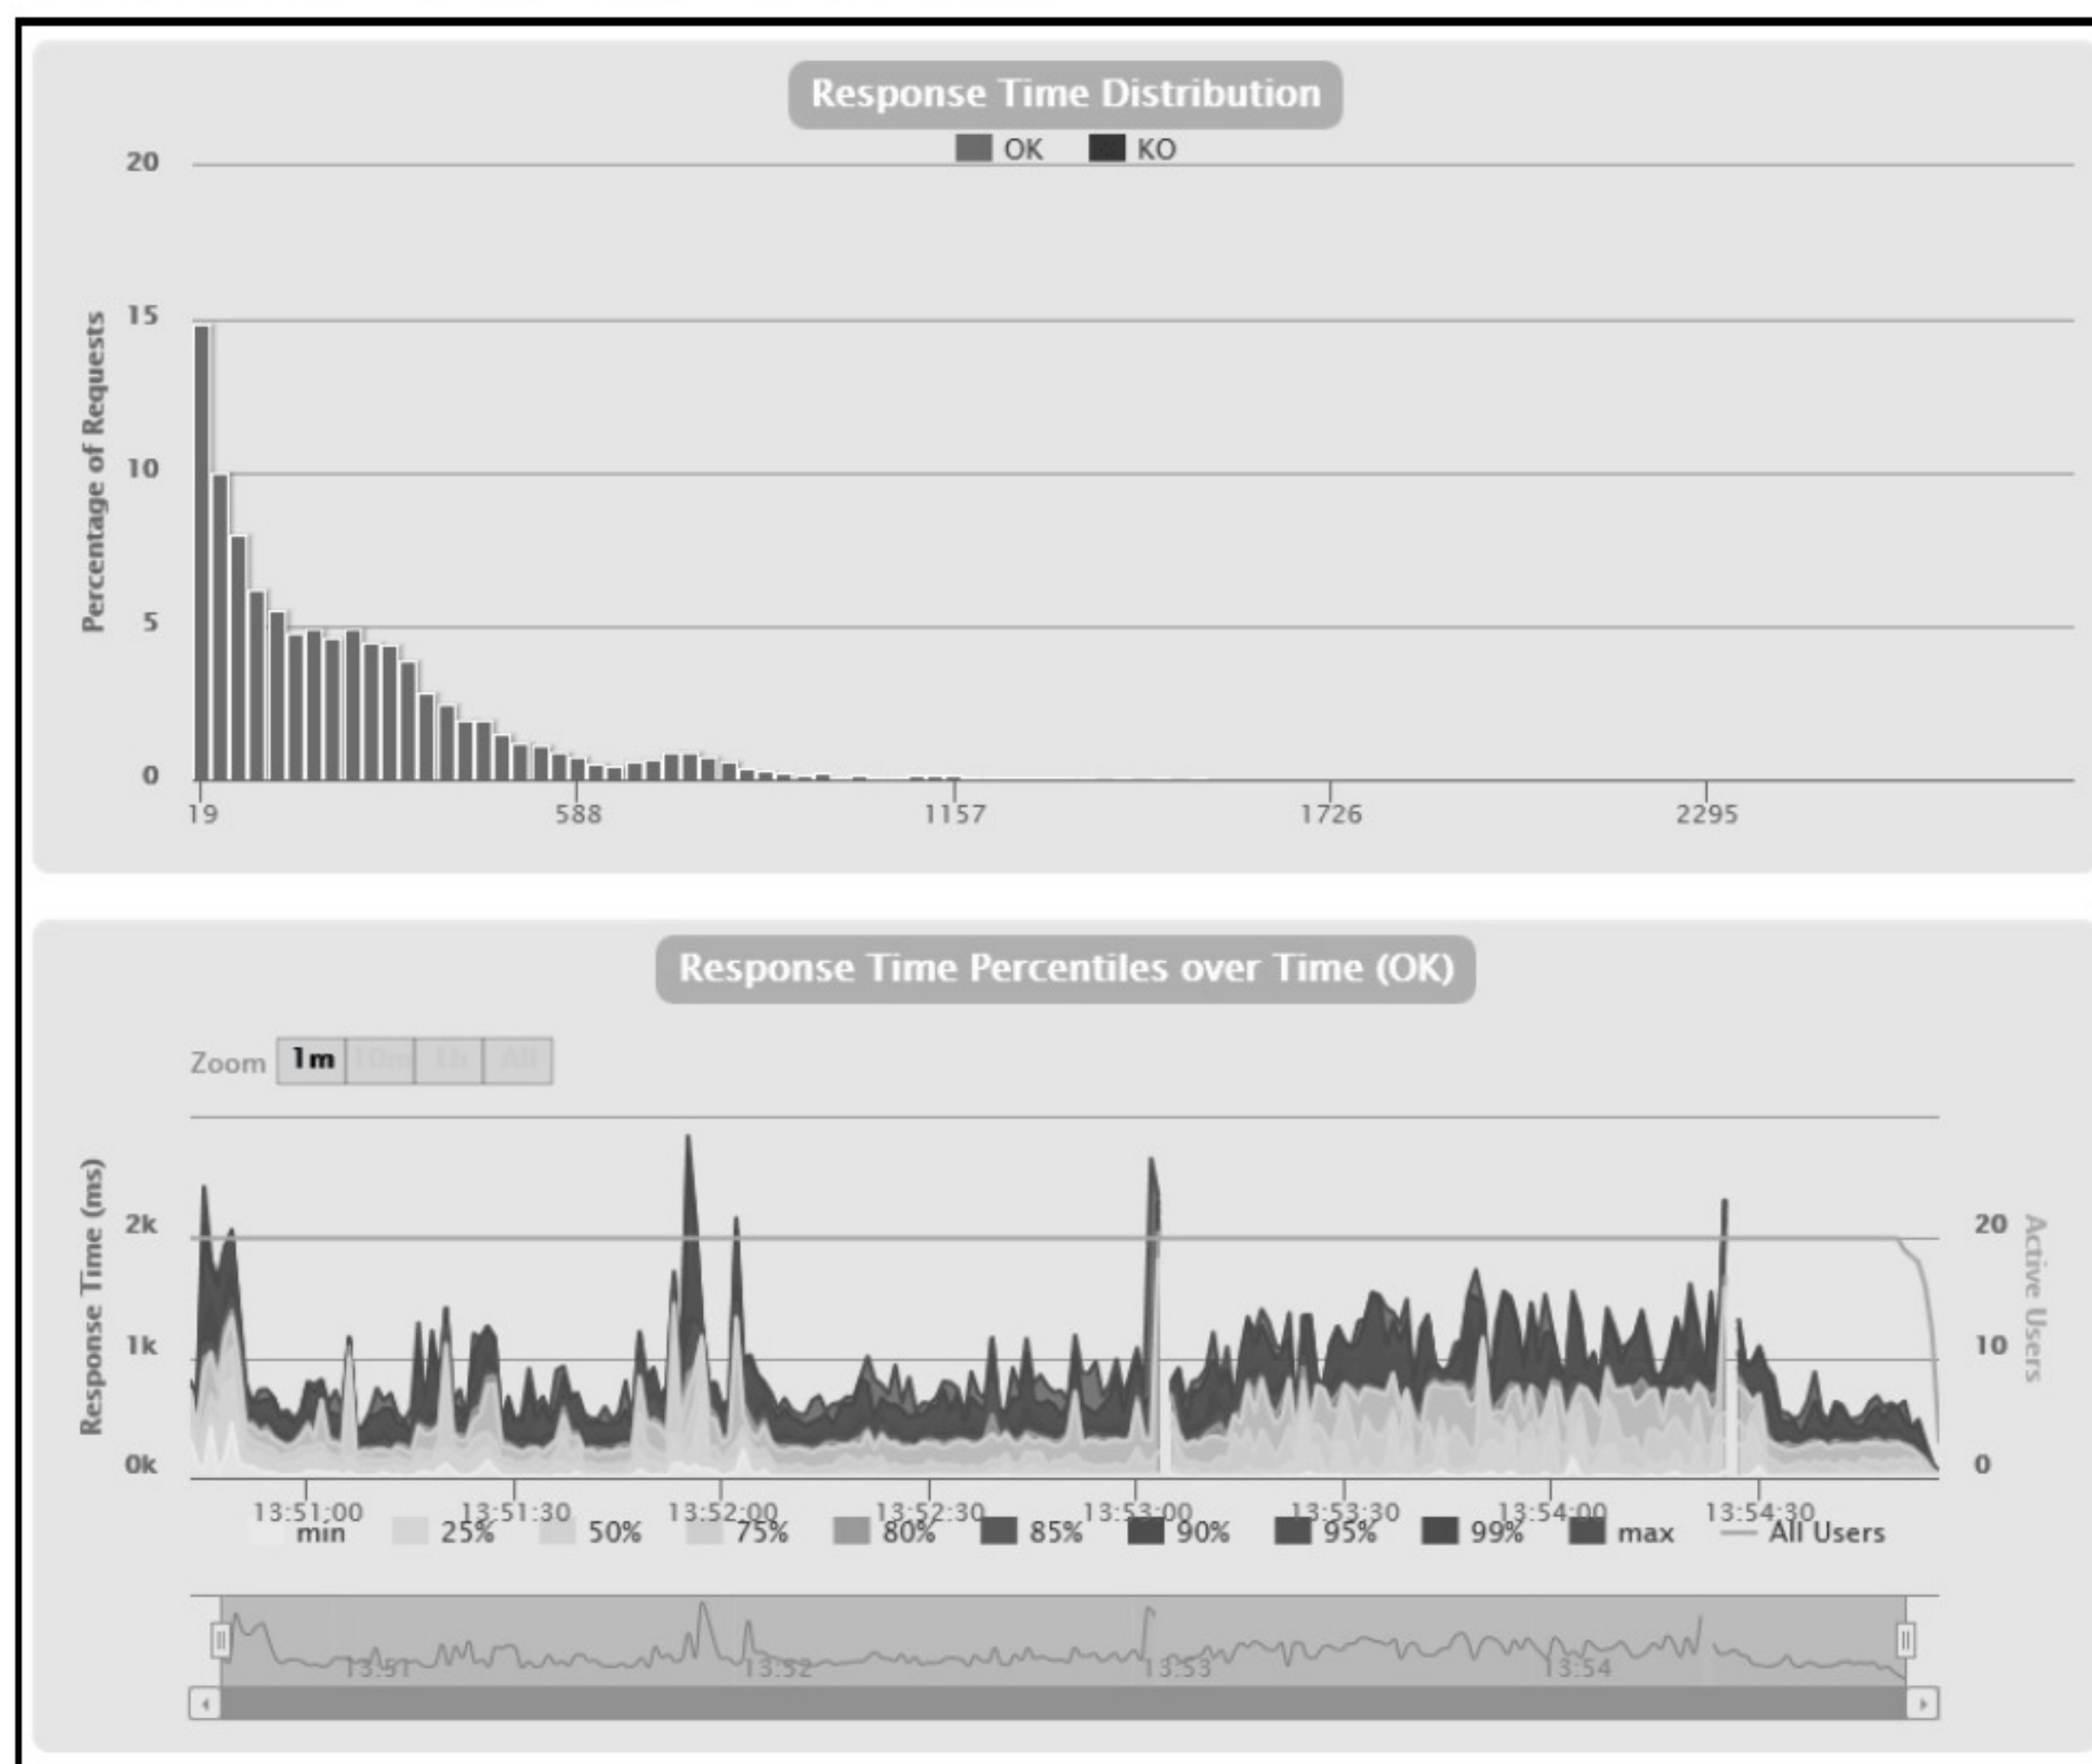 Response Time Distribution
OK KO
20
15
10
5
0
Percentage of Requests
19 588 1157 1726 2295
Response Time Percentiles over Time (OK)
Zoom 1m 10m 1h All
Response Time (ms)
2k
1k
0k
20
10
0
Active Users
13:51:00 13:51:30 13:52:00 13:52:30 13:53:00 13:53:30 13:54:00 13:54:30
min 25% 50% 75% 80% 85% 90% 95% 99% max All Users
13:51 13:52 13:53 13:54